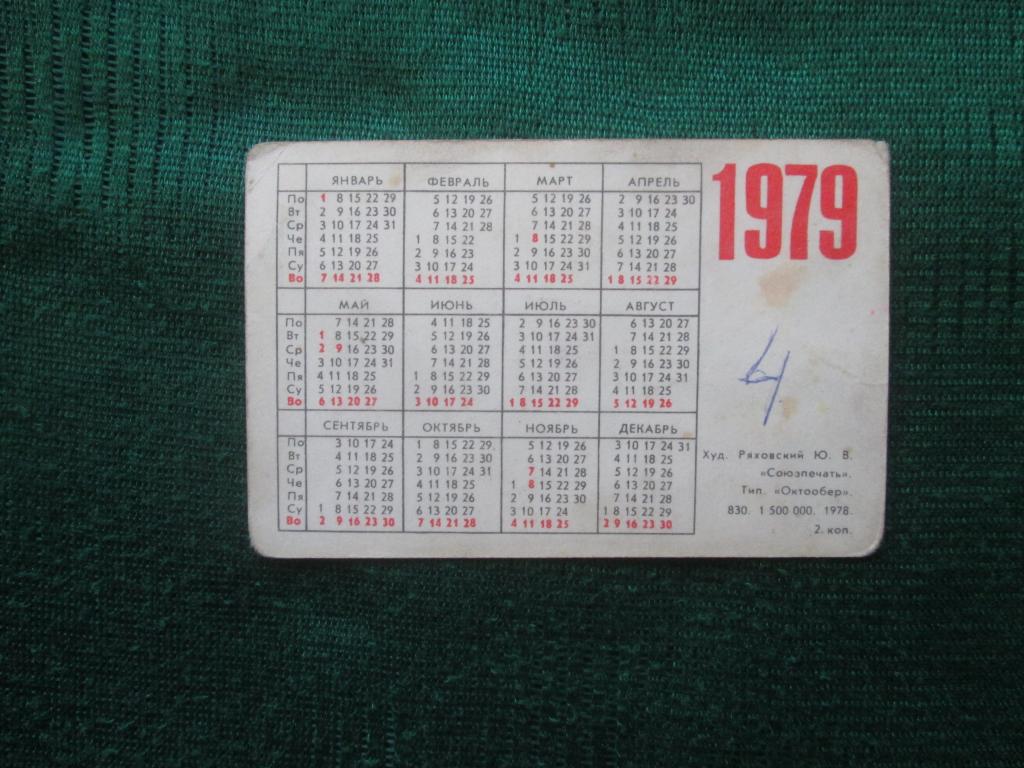 1979
ЯНВАРЬ ФЕВРАЛЬ МАРТ АПРЕЛЬ
По 1 8 15 22 29 5 12 19 26 5 12 19 26 2 9 16 23 30
Вт 2 9 16 23 30 6 13 20 27 6 13 20 27 3 10 17 24
Ср 3 10 17 24 31 7 14 21 28 7 14 21 28 4 11 18 25
Че 4 11 18 25 1 8 15 22 1 8 15 22 29 5 12 19 26
Пя 5 12 19 26 2 9 16 23 2 9 16 23 30 6 13 20 27
Су 6 13 20 27 3 10 17 24 3 10 17 24 31 7 14 21 28
Во 7 14 21 28 4 11 18 25 4 11 18 25 1 8 15 22 29
МАЙ ИЮНЬ ИЮЛЬ АВГУСТ
По 7 14 21 28 4 11 18 25 2 9 16 23 30 6 13 20 27
Вт 1 8 15 22 29 5 12 19 26 3 10 17 24 31 7 14 21 28
Ср 2 9 16 23 30 6 13 20 27 4 11 18 25 1 8 15 22 29
Че 3 10 17 24 31 7 14 21 28 5 12 19 26 2 9 16 23 30
Пя 4 11 18 25 1 8 15 22 29 6 13 20 27 3 10 17 24 31
Су 5 12 19 26 2 9 16 23 30 7 14 21 28 4 11 18 25
Во 6 13 20 27 3 10 17 24 1 8 15 22 29 5 12 19 26
СЕНТЯБРЬ ОКТЯБРЬ НОЯБРЬ ДЕКАБРЬ
По 3 10 17 24 1 8 15 22 29 5 12 19 26 3 10 17 24 31
Вт 4 11 18 25 2 9 16 23 30 6 13 20 27 4 11 18 25
Ср 5 12 19 26 3 10 17 24 31 7 14 21 28 5 12 19 26
Че 6 13 20 27 4 11 18 25 1 8 15 22 29 6 13 20 27
Пя 7 14 21 28 5 12 19 26 2 9 16 23 30 7 14 21 28
Су 1 8 15 22 29 6 13 20 27 3 10 17 24 1 8 15 22 29
Во 2 9 16 23 30 7 14 21 28 4 11 18 25 2 9 16 23 30
Худ. Ряховский Ю. В.
«Союзпечать».
Тип. «Октообер».
830. 1 500 000. 1978.
2. коп.